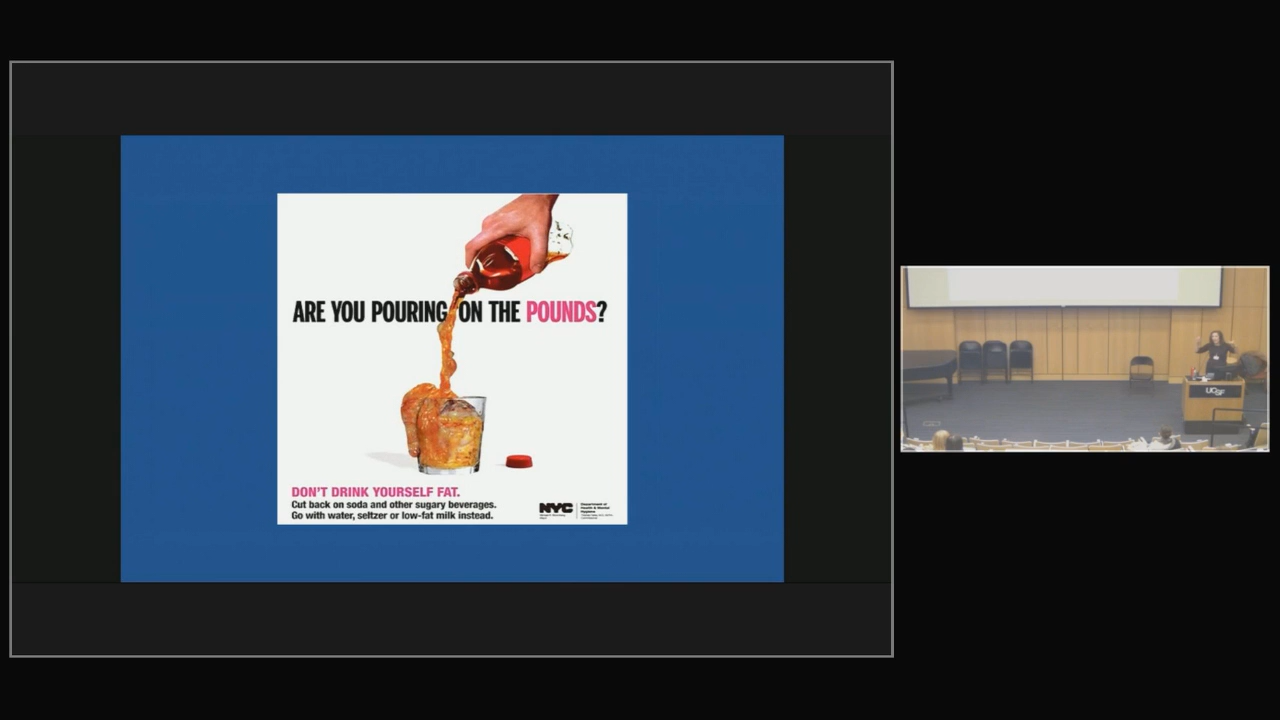 ARE YOU POURING ON THE POUNDS?
DON'T DRINK YOURSELF FAT.
Cut back on soda and other sugary beverages.
Go with water, seltzer or low-fat milk instead.
NYC
Department of
Health & Mental
Hygiene
UCSF